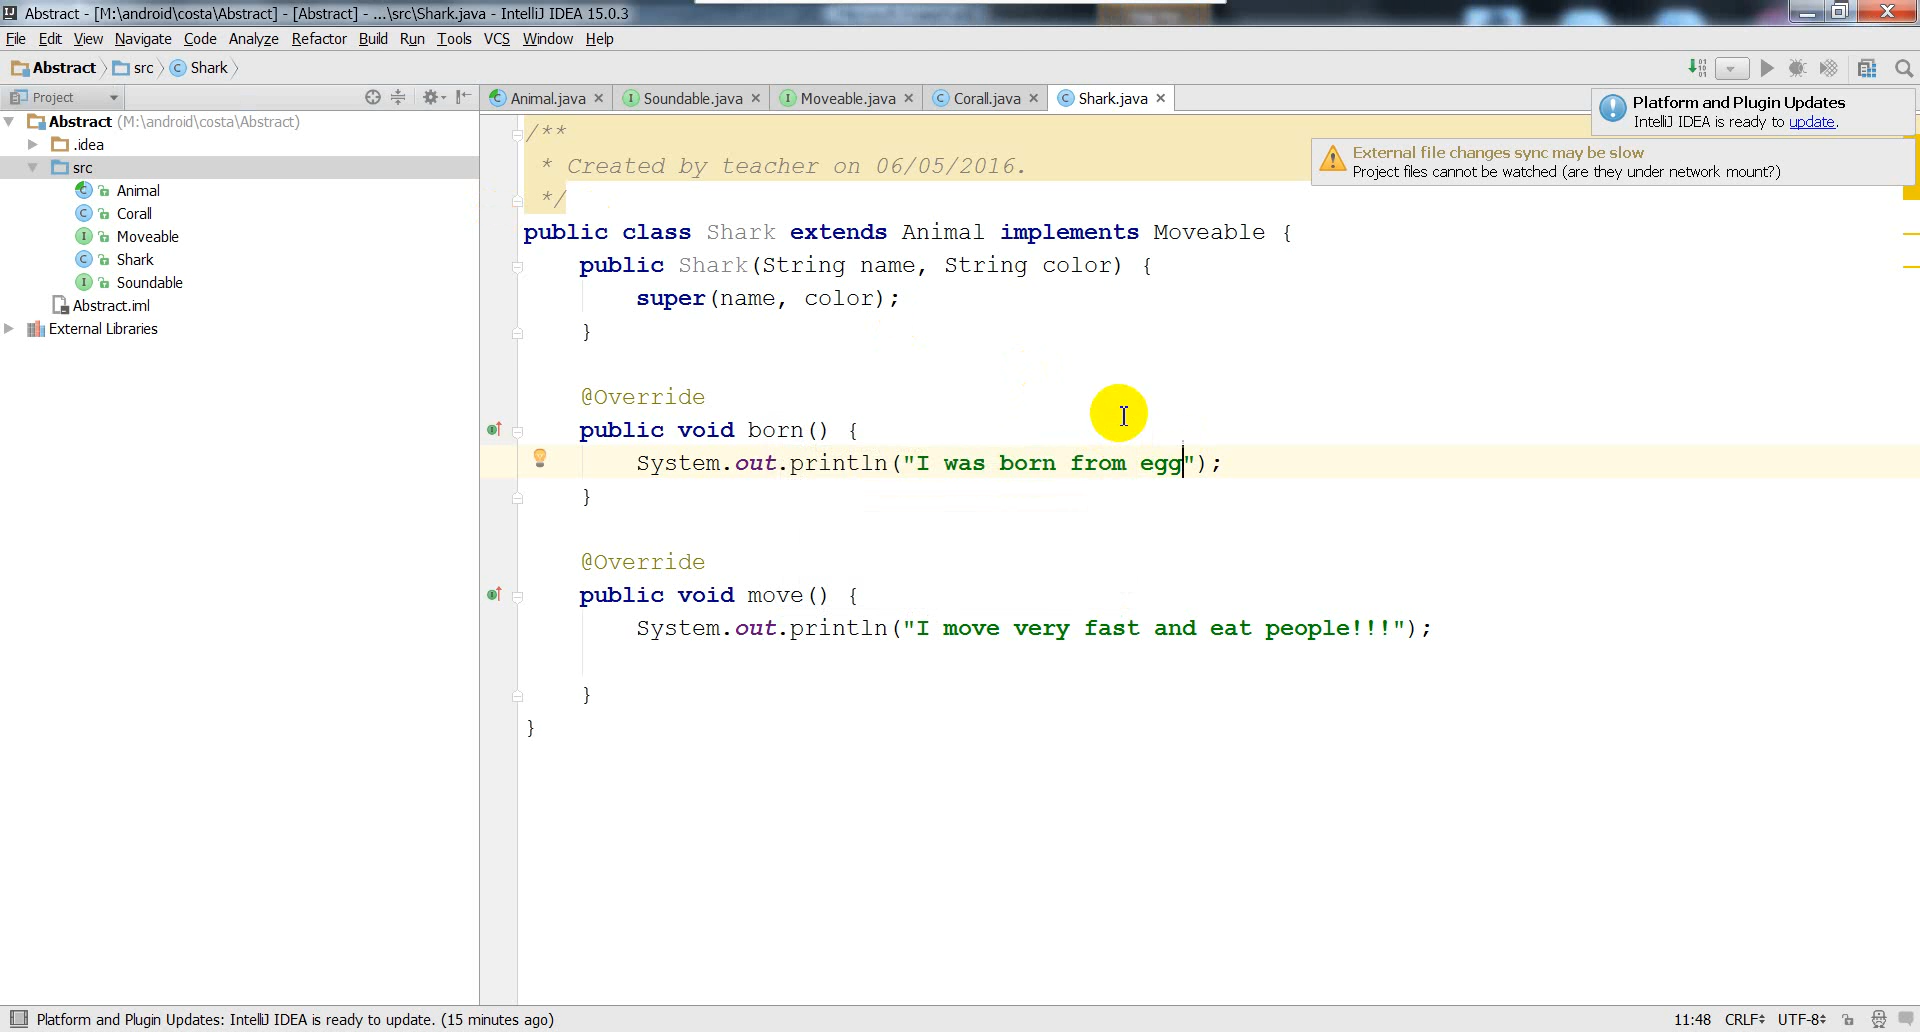 Abstract - [M:\android\costa\Abstract] - [Abstract] - ...\src\Shark.java - IntelliJ IDEA 15.0.3
File Edit View Navigate Code Analyze Refactor Build Run Tools VCS Window Help
Abstract src Shark
Project
Animal.java Soundable.java Moveable.java Corall.java Shark.java
Platform and Plugin Updates
IntelliJ IDEA is ready to update.
External file changes sync may be slow
Project files cannot be watched (are they under network mount?)
Abstract (M:\android\costa\Abstract)
.idea
src
Animal
Corall
Moveable
Shark
Soundable
Abstract.iml
External Libraries
/**
* Created by teacher on 06/05/2016.
*/
public class Shark extends Animal implements Moveable {
public Shark(String name, String color) {
super(name, color);
}
@Override
public void born() {
System.out.println("I was born from egg");
}
@Override
public void move() {
System.out.println("I move very fast and eat people!!!");
}
}
Platform and Plugin Updates: IntelliJ IDEA is ready to update. (15 minutes ago)
11:48 CRLF UTF-8